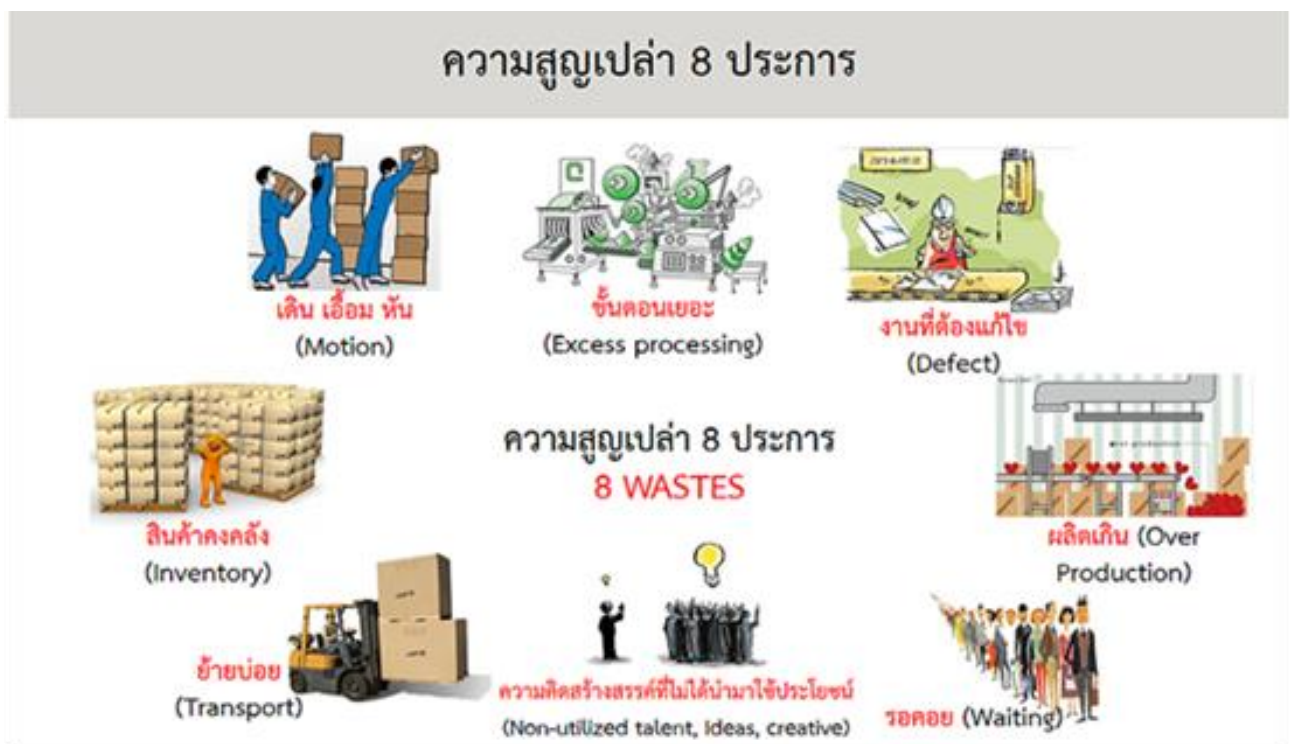 ความสูญเปล่า 8 ประการ
เดิน เอื้อม หัน
(Motion)
ขั้นตอนเยอะ
(Excess processing)
งานที่ต้องแก้ไข
(Defect)
สินค้าคงคลัง
(Inventory)
ความสูญเปล่า 8 ประการ
8 WASTES
ผลิตเกิน (Over
Production)
ย้ายบ่อย
(Transport)
ความคิดสร้างสรรค์ที่ไม่ได้นำมาใช้ประโยชน์
(Non-utilized talent, Ideas, creative)
รอคอย (Waiting)